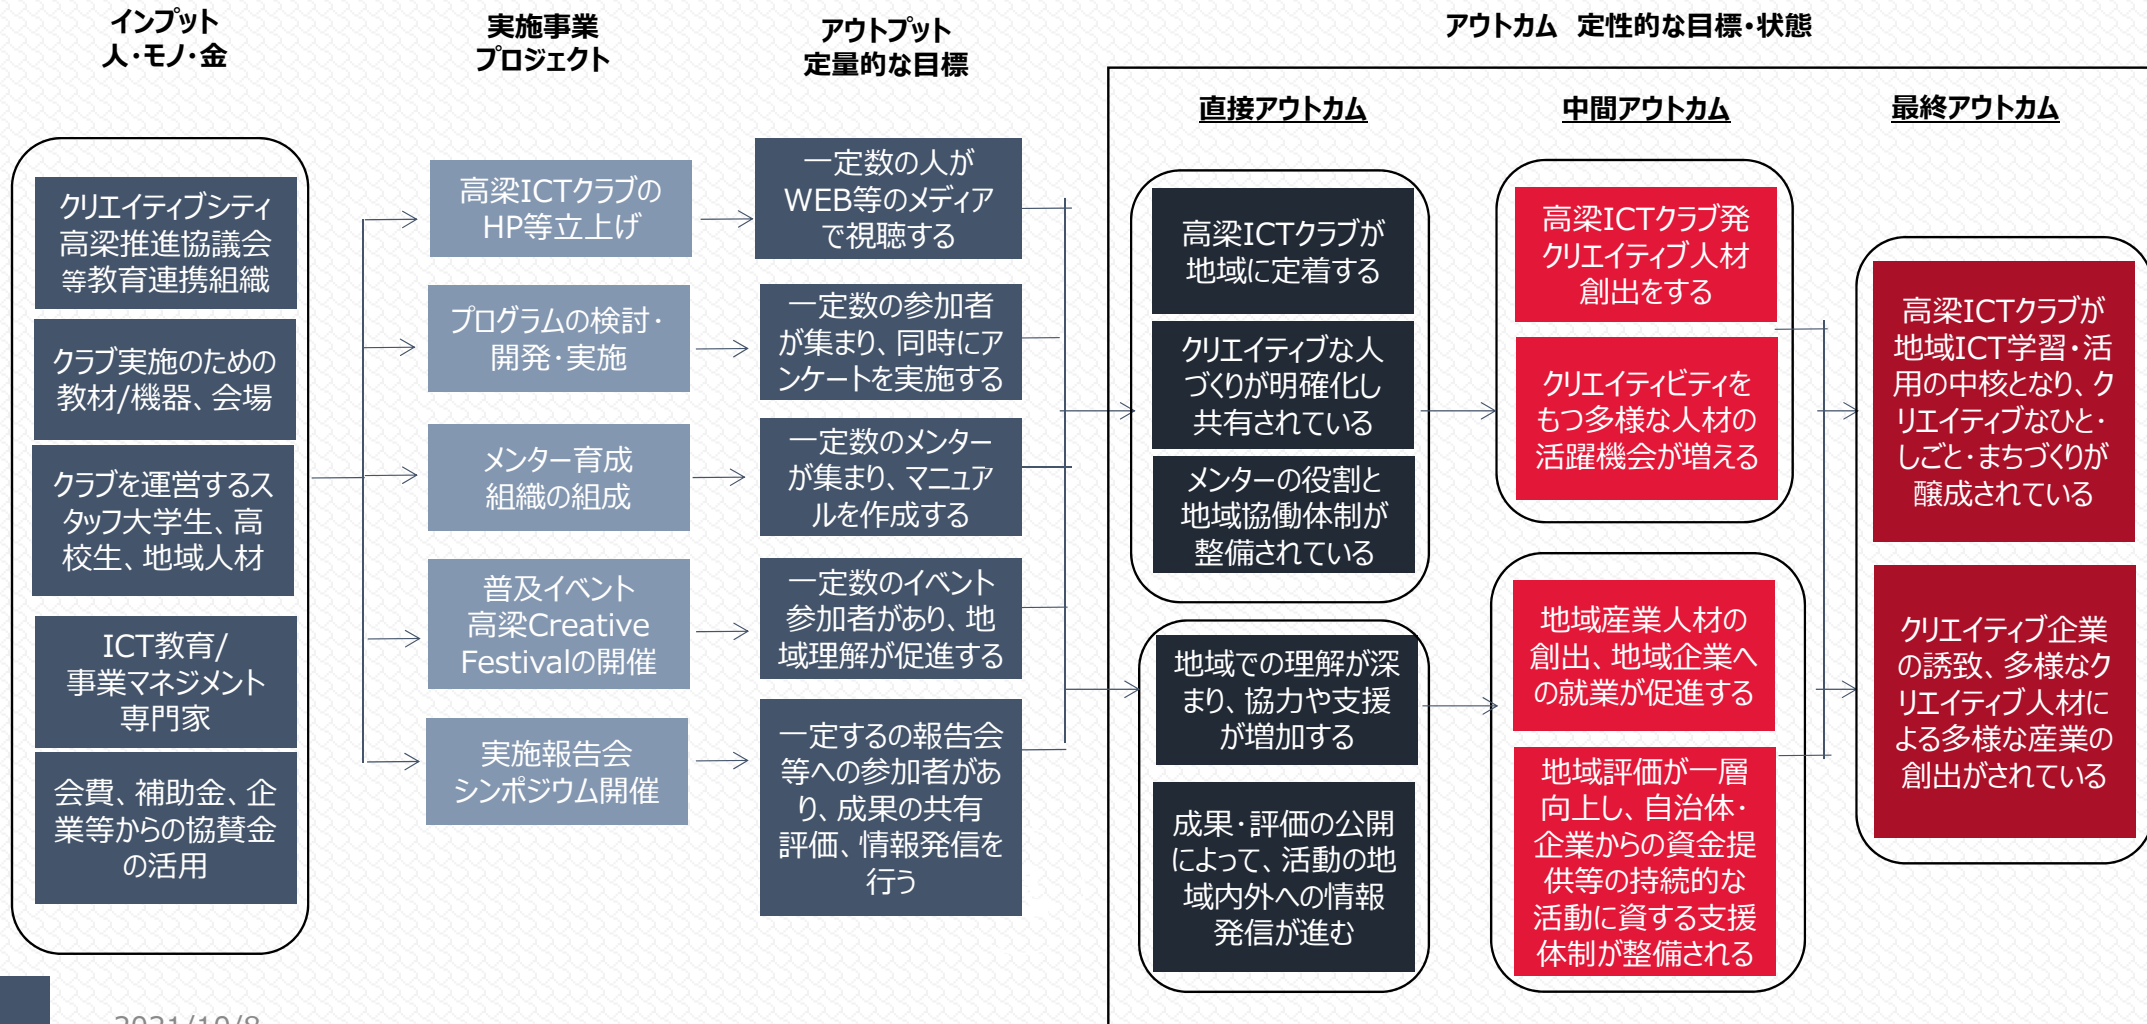 インプット
人・モノ・金
実施事業
プロジェクト
アウトプット
定量的な目標
アウトカム　定性的な目標・状態
直接アウトカム
中間アウトカム
最終アウトカム
クリエイティブシティ
高梁推進協議会
等教育連携組織
クラブ実施のための
教材/機器、会場
クラブを運営するス
タッフ大学生、高
校生、地域人材
ICT教育/
事業マネジメント
専門家
会費、補助金、企
業等からの協賛金
の活用
高梁ICTクラブの
HP等立上げ
プログラムの検討・
開発・実施
メンター育成
組織の組成
普及イベント
高梁Creative
Festivalの開催
実施報告会
シンポジウム開催
一定数の人が
WEB等のメディア
で視聴する
一定数の参加者
が集まり、同時にア
ンケートを実施する
一定数のメンター
が集まり、マニュア
ルを作成する
一定数のイベント
参加者があり、地
域理解が促進する
一定するの報告会
等への参加者があ
り、成果の共有
評価、情報発信を
行う
高梁ICTクラブが
地域に定着する
クリエイティブな人
づくりが明確化し
共有されている
メンターの役割と
地域協働体制が
整備されている
地域での理解が深
まり、協力や支援
が増加する
成果・評価の公開
によって、活動の地
域内外への情報
発信が進む
高梁ICTクラブ発
クリエイティブ人材
創出をする
クリエイティビティを
もつ多様な人材の
活躍機会が増える
地域産業人材の
創出、地域企業へ
の就業が促進する
地域評価が一層
向上し、自治体・
企業からの資金提
供等の持続的な
活動に資する支援
体制が整備される
高梁ICTクラブが
地域ICT学習・活
用の中核となり、ク
リエイティブなひと・
しごと・まちづくりが
醸成されている
クリエイティブ企業
の誘致、多様なク
リエイティブ人材に
よる多様な産業の
創出がされている
2021/10/8